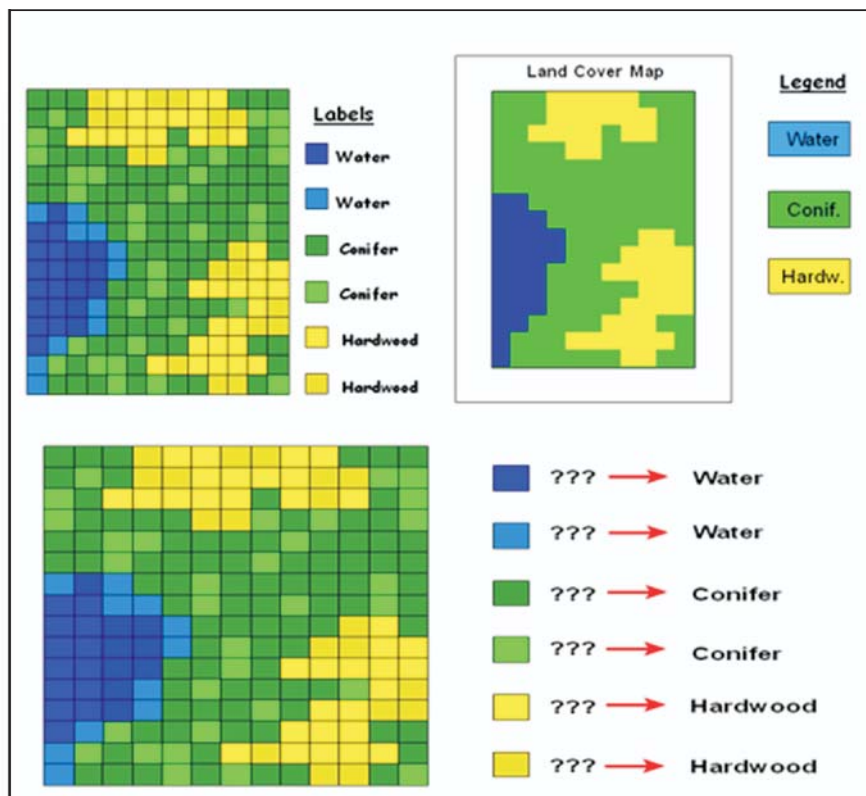 Labels
Water
Water
Conifer
Conifer
Hardwood
Hardwood
Land Cover Map
Legend
Water
Conif.
Hardw.
??? → Water
??? → Water
??? → Conifer
??? → Conifer
??? → Hardwood
??? → Hardwood